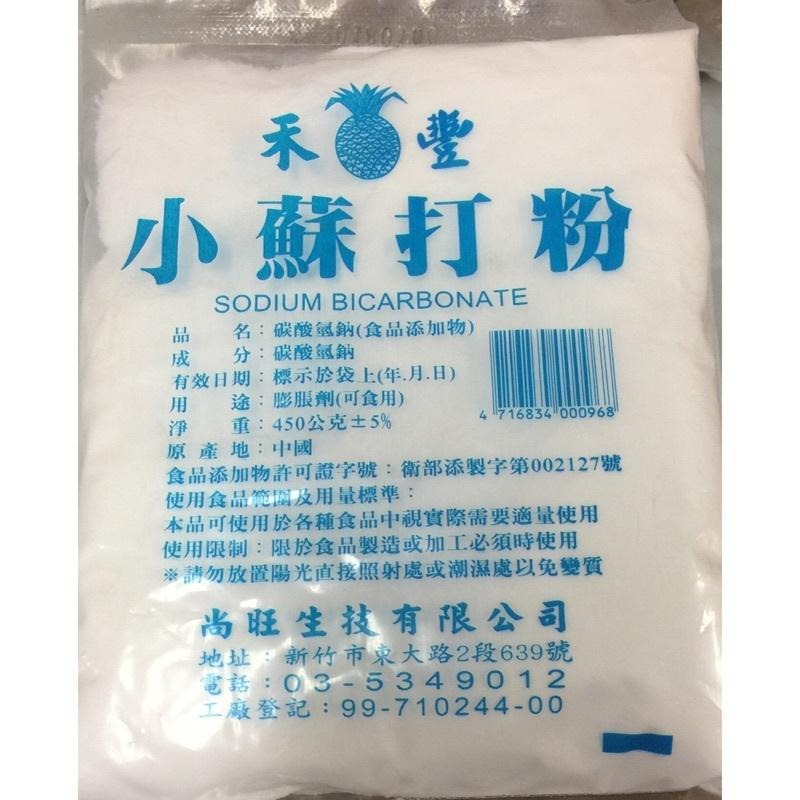 禾豐
小蘇打粉
SODIUM BICARBONATE
品名：碳酸氫鈉(食品添加物)
成分：碳酸氫鈉
有效日期：標示於袋上(年.月.日)
用途：膨脹劑(可食用)
淨重：450公克±5%
原產地：中國
4 716834 000968
食品添加物許可證字號：衛部添製字第002127號
使用食品範圍及用量標準：
本品可使用於各種食品中視實際需要適量使用
使用限制：限於食品製造或加工必須時使用
※請勿放置陽光直接照射處或潮濕處以免變質
尚旺生技有限公司
地址：新竹市東大路2段639號
電話：03-5349012
工廠登記：99-710244-00